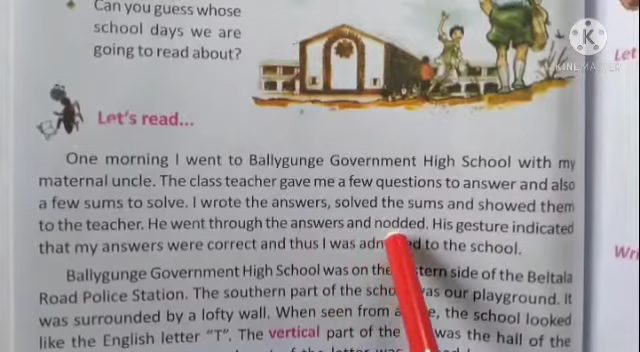 Can you guess whose
school days we are
going to read about?
KINEMASTER
Let
Let's read...
One morning I went to Ballygunge Government High School with my
maternal uncle. The class teacher gave me a few questions to answer and also
a few sums to solve. I wrote the answers, solved the sums and showed them
to the teacher. He went through the answers and nodded. His gesture indicated
that my answers were correct and thus I was to the school.
Ballygunge Government High School was on the side of the Beltala
Road Police Station. The southern part of the was our playground. It
was surrounded by a lofty wall. When seen from the school looked
like the English letter "T". The vertical part of the was the hall of the